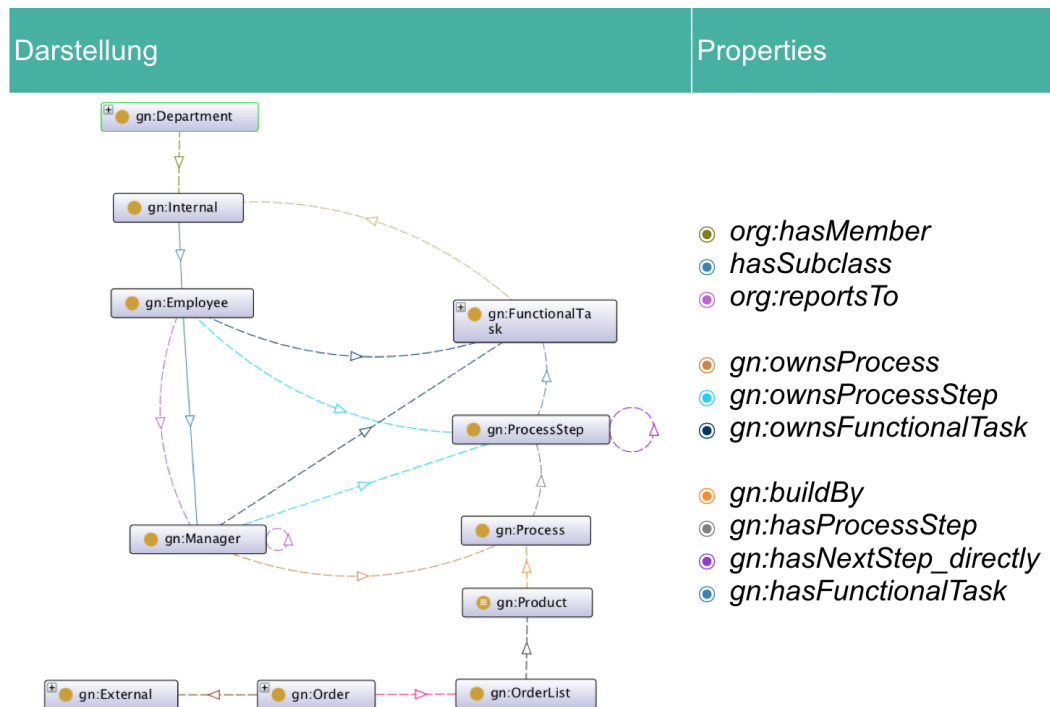 Darstellung
Properties
gn:Department
gn:Internal
gn:Employee
gn:FunctionalTa
sk
gn:ProcessStep
gn:Process
gn:Manager
gn:Product
gn:External
gn:Order
gn:OrderList
org:hasMember
hasSubclass
org:reportsTo
gn:ownsProcess
gn:ownsProcessStep
gn:ownsFunctionalTask
gn:buildBy
gn:hasProcessStep
gn:hasNextStep_directly
gn:hasFunctionalTask